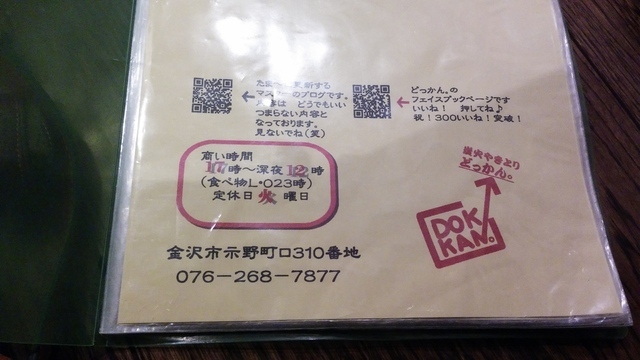 たま 更新する
マスターのブログです。
内容は どうでもいい
つまらない内容と
なっております。
見ないでね(笑)
どっかん。の
フェイスブックページです
いいね! 押してね♪
祝!300いいね!突破!
商い時間
17時~深夜12時
(食べ物L・O23時)
定休日 火 曜日
炭火やきとり
どっかん。
DOK
KAN。
金沢市示野町ロ310番地
076-268-7877